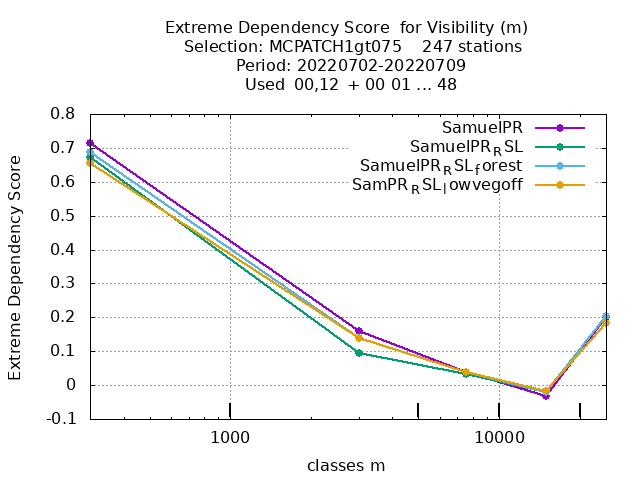 Extreme Dependency Score  for Visibility (m)
Selection: MCPATCH1gt075    247 stations
Period: 20220702-20220709
Used  00,12  + 00 01 ... 48
SamuelPR
SamuelPR_RSL
SamuelPR_RSL_forest
SamPR_RSL_lowvegoff
Extreme Dependency Score
0.8
0.7
0.6
0.5
0.4
0.3
0.2
0.1
0
-0.1
1000
10000
classes m